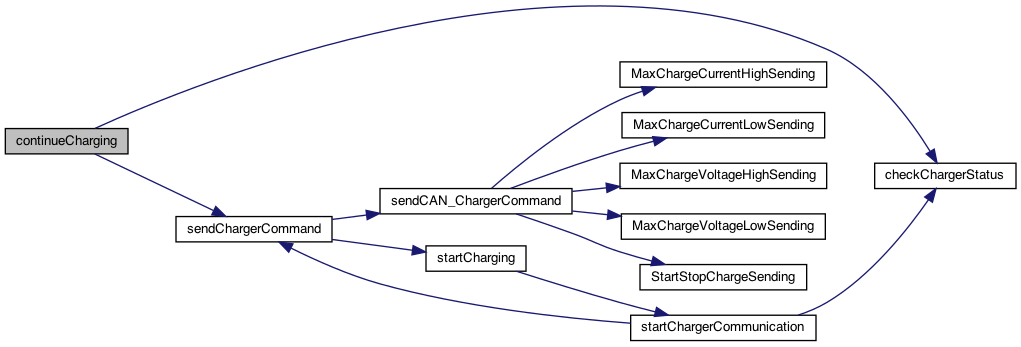 continueCharging
sendChargerCommand
sendCAN_ChargerCommand
startCharging
MaxChargeCurrentHighSending
MaxChargeCurrentLowSending
MaxChargeVoltageHighSending
MaxChargeVoltageLowSending
StartStopChargeSending
startChargerCommunication
checkChargerStatus